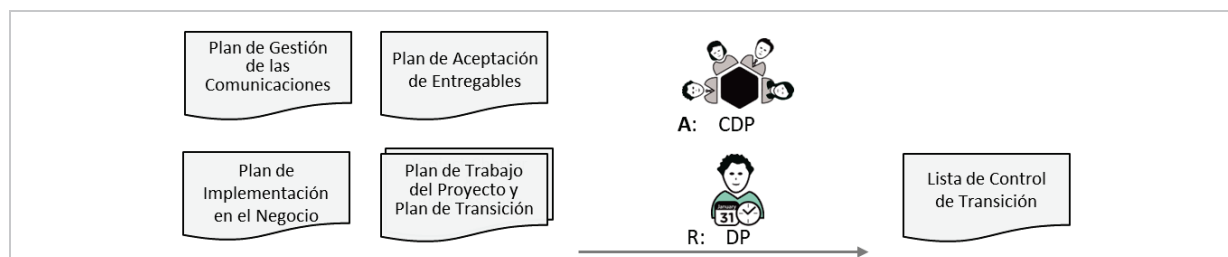 Plan de Gestión
de las
Comunicaciones
Plan de Aceptación
de Entregables
A: CDP
Plan de
Implementación
en el Negocio
Plan de Trabajo
del Proyecto y
Plan de Transición
January
31
R: DP
Lista de Control
de Transición